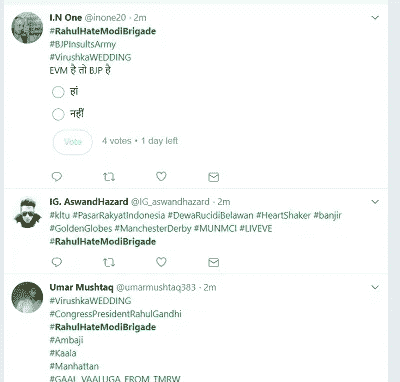 I.N One @inone20 · 2m
#RahulHateModiBrigade
#BJPInsultsArmy
#VirushkaWEDDING
EVM है तो BJP है
हां
नहीं
Vote 4 votes • 1 day left
IG. AswandHazard @IG_aswandhazard · 2m
#kltu #PasarRakyatIndonesia #DewaRucidiBelawan #HeartShaker #banjir
#GoldenGlobes #ManchesterDerby #MUNMCI #LIVEVE
#RahulHateModiBrigade
Umar Mushtaq @umarmushtaq383 · 2m
#VirushkaWEDDING
#CongressPresidentRahulGandhi
#RahulHateModiBrigade
#Ambaji
#Kaala
#Manhattan
#GAAL_VAALUGA_FROM_TMRW